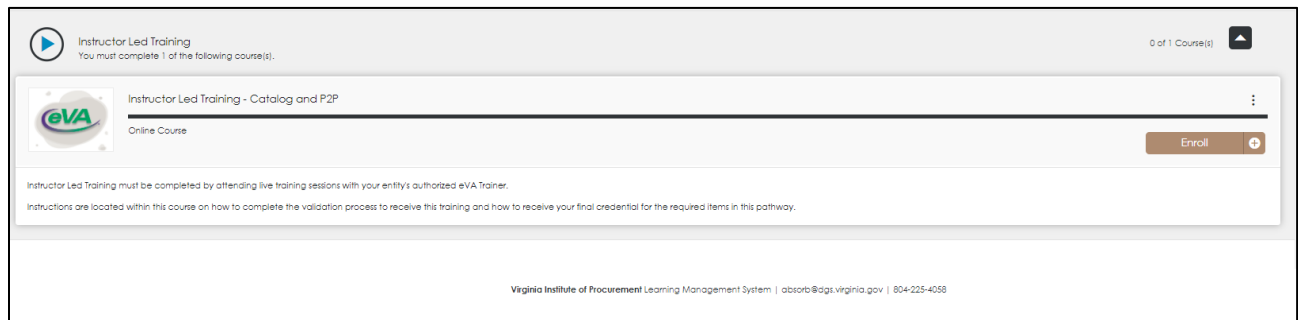 Instructor Led Training
You must complete 1 of the following course(s).
0 of 1 Course(s)
eVA
Instructor Led Training - Catalog and P2P
Online Course
Enroll
Instructor Led Training must be completed by attending live training sessions with your entity's authorized eVA Trainer.
Instructions are located within this course on how to complete the validation process to receive this training and how to receive your final credential for the required items in this pathway.
Virginia Institute of Procurement Learning Management System | absorb@dgs.virginia.gov | 804-225-4058